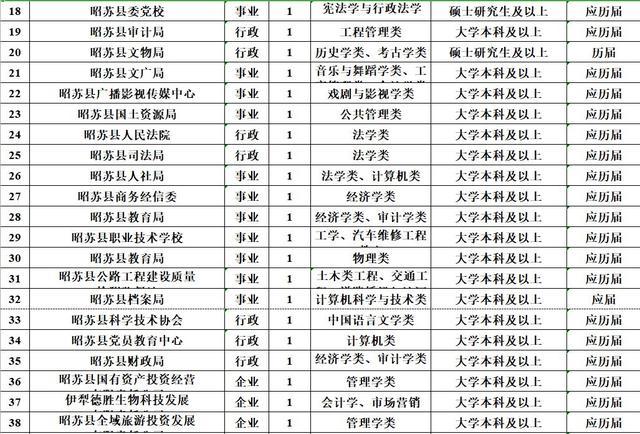 18 昭苏县委党校 事业 1 宪法学与行政法学 硕士研究生及以上 应历届
19 昭苏县审计局 行政 1 工程管理类 大学本科及以上 应历届
20 昭苏县文物局 行政 1 历史学类、考古学类 硕士研究生及以上 历届
21 昭苏县文广局 事业 1 音乐与舞蹈学类、工 大学本科及以上 应历届
22 昭苏县广播影视传媒中心 事业 1 戏剧与影视学类 大学本科及以上 应历届
23 昭苏县国土资源局 事业 1 公共管理类 大学本科及以上 应历届
24 昭苏县人民法院 行政 1 法学类 大学本科及以上 应历届
25 昭苏县司法局 行政 1 法学类 大学本科及以上 应历届
26 昭苏县人社局 事业 1 法学类、计算机类 大学本科及以上 应历届
27 昭苏县商务经信委 事业 1 经济学类 大学本科及以上 应历届
28 昭苏县教育局 事业 1 经济学类、审计学类 大学本科及以上 应历届
29 昭苏县职业技术学校 事业 1 工学、汽车维修工程 大学本科及以上 应历届
30 昭苏县教育局 事业 1 物理类 大学本科及以上 应历届
31 昭苏县公路工程建设质量 事业 1 土木类工程、交通工 大学本科及以上 应历届
32 昭苏县档案局 事业 1 计算机科学与技术类 大学本科及以上 应届
33 昭苏县科学技术协会 行政 1 中国语言文学类 大学本科及以上 应历届
34 昭苏县党员教育中心 行政 1 计算机类 大学本科及以上 应历届
35 昭苏县财政局 行政 1 经济学类、审计学类 大学本科及以上 应历届
36 昭苏县国有资产投资经营 企业 1 管理学类 大学本科及以上 应历届
37 伊犁德胜生物科技发展 企业 1 会计学、市场营销 大学本科及以上 应历届
38 昭苏县全域旅游投资发展 企业 1 管理学类 大学本科及以上 应历届